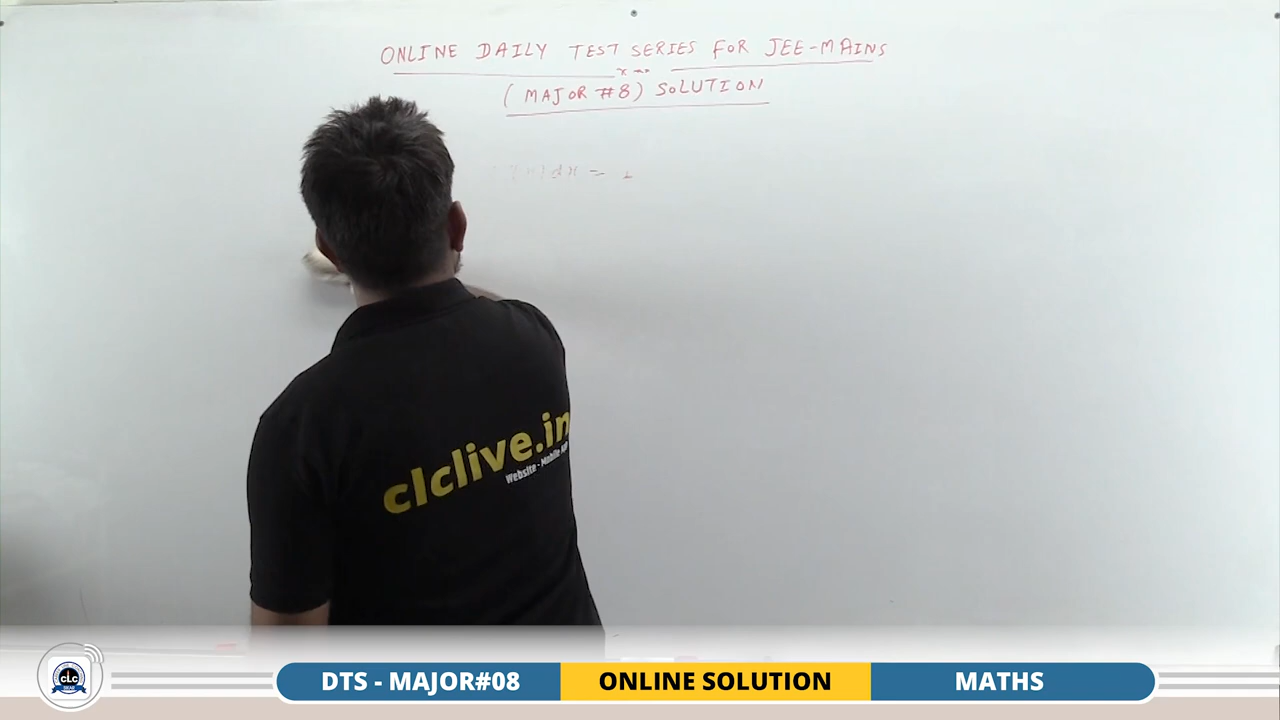 ONLINE DAILY TEST SERIES FOR JEE-MAINS
(MAJOR #8) SOLUTION
clclive.in
Website - Mobile App
CLC
DTS - MAJOR#08 ONLINE SOLUTION MATHS